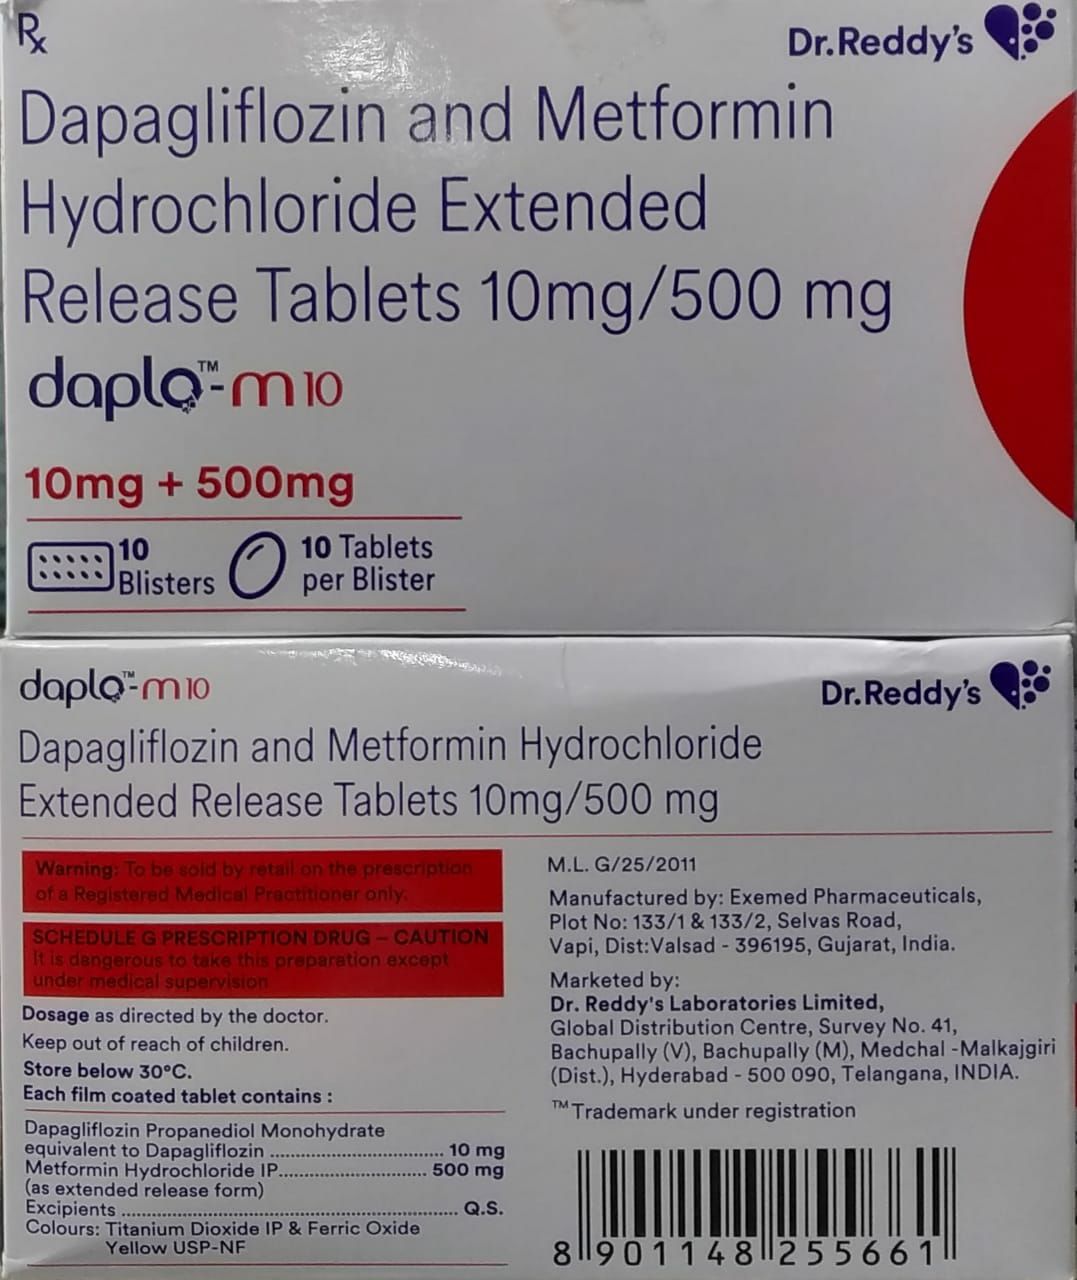 Rx
Dr.Reddy's
Dapagliflozin and Metformin
Hydrochloride Extended
Release Tablets 10mg/500 mg
daplo™-m 10
10mg + 500mg
10
Blisters
10 Tablets
per Blister
daplo™-m 10
Dr.Reddy's
Dapagliflozin and Metformin Hydrochloride
Extended Release Tablets 10mg/500 mg
Warning: To be sold by retail on the prescription
of a Registered Medical Practitioner only.
SCHEDULE G PRESCRIPTION DRUG – CAUTION
It is dangerous to take this preparation except
under medical supervision
Dosage as directed by the doctor.
Keep out of reach of children.
Store below 30°C.
Each film coated tablet contains :
Dapagliflozin Propanediol Monohydrate
equivalent to Dapagliflozin ............................ 10 mg
Metformin Hydrochloride IP........................ 500 mg
(as extended release form)
Excipients ........................................................ Q.S.
Colours: Titanium Dioxide IP & Ferric Oxide
Yellow USP-NF
M.L. G/25/2011
Manufactured by: Exemed Pharmaceuticals,
Plot No: 133/1 & 133/2, Selvas Road,
Vapi, Dist:Valsad - 396195, Gujarat, India.
Marketed by:
Dr. Reddy's Laboratories Limited,
Global Distribution Centre, Survey No. 41,
Bachupally (V), Bachupally (M), Medchal -Malkajgiri
(Dist.), Hyderabad - 500 090, Telangana, INDIA.
™Trademark under registration
8 901148 255661